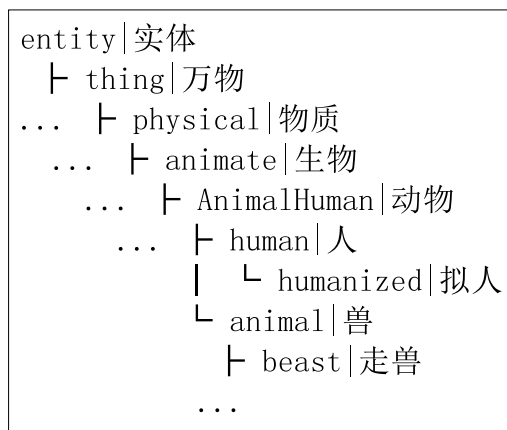 entity|实体
├ thing|万物
... ├ physical|物质
... ├ animate|生物
... ├ AnimalHuman|动物
... ├ human|人
│ └ humanized|拟人
└ animal|兽
├ beast|走兽
...